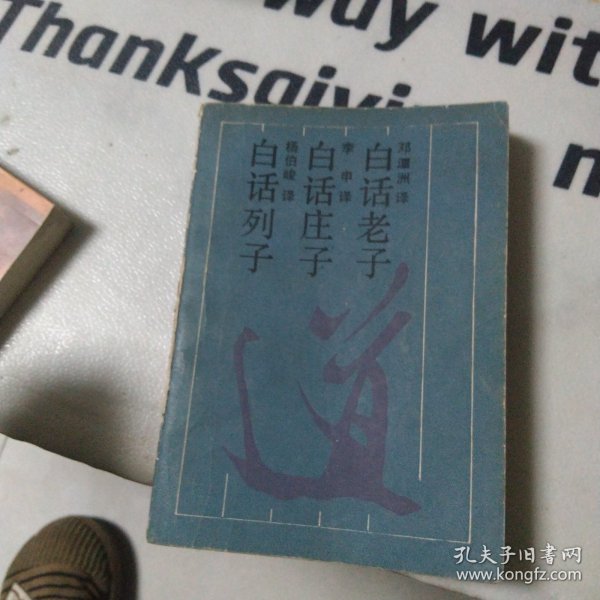 way wit
Thanksgivi
邓潭洲 译
白话老子
李申 译
白话庄子
杨伯峻 译
白话列子
道
孔夫子旧书网
www.kongfz.com